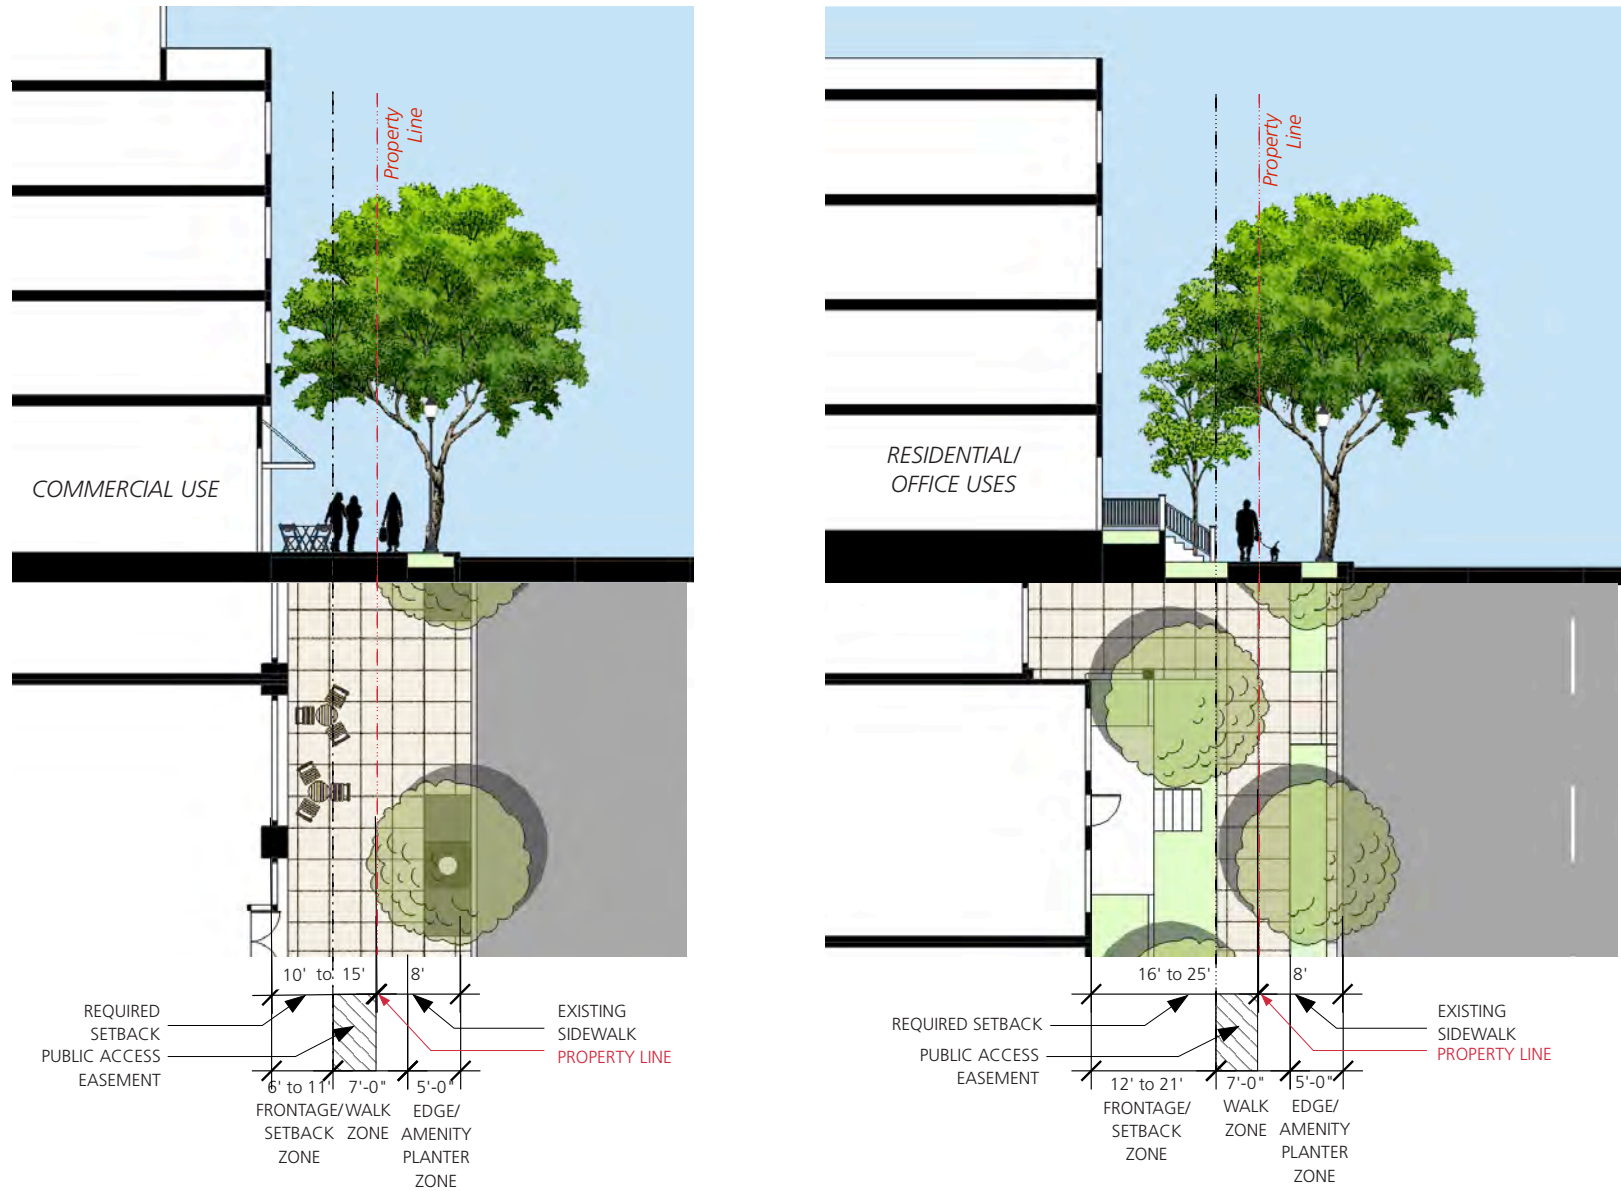 Property
Line
COMMERCIAL USE
10' to 15'
8'
REQUIRED
SETBACK
PUBLIC ACCESS
EASEMENT
EXISTING
SIDEWALK
PROPERTY LINE
6' to 11'
7'-0"
5'-0"
FRONTAGE/
SETBACK
ZONE
WALK
ZONE
EDGE/
AMENITY
PLANTER
ZONE
Property
Line
RESIDENTIAL/
OFFICE USES
16' to 25'
8'
REQUIRED SETBACK
PUBLIC ACCESS
EASEMENT
EXISTING
SIDEWALK
PROPERTY LINE
12' to 21'
7'-0"
5'-0"
FRONTAGE/
SETBACK
ZONE
WALK
ZONE
EDGE/
AMENITY
PLANTER
ZONE